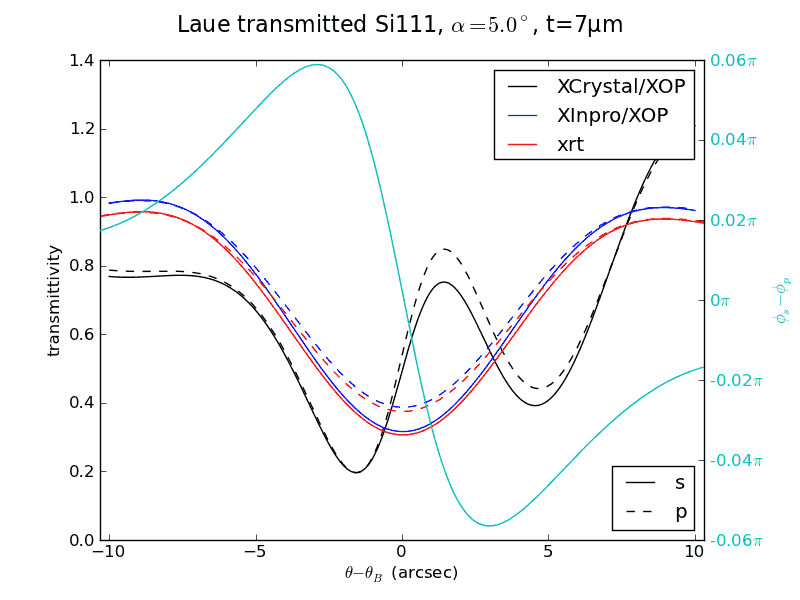 Laue transmitted Si111, α=5.0°, t=7μm
1.4
1.2
1.0
0.8
0.6
0.4
0.2
0.0
transmittivity
−10
−5
0
5
10
θ−θ_B (arcsec)
XCrystal/XOP
XInpro/XOP
xrt
s
p
0.06π
0.04π
0.02π
0π
-0.02π
-0.04π
-0.06π
ϕ_s−ϕ_p